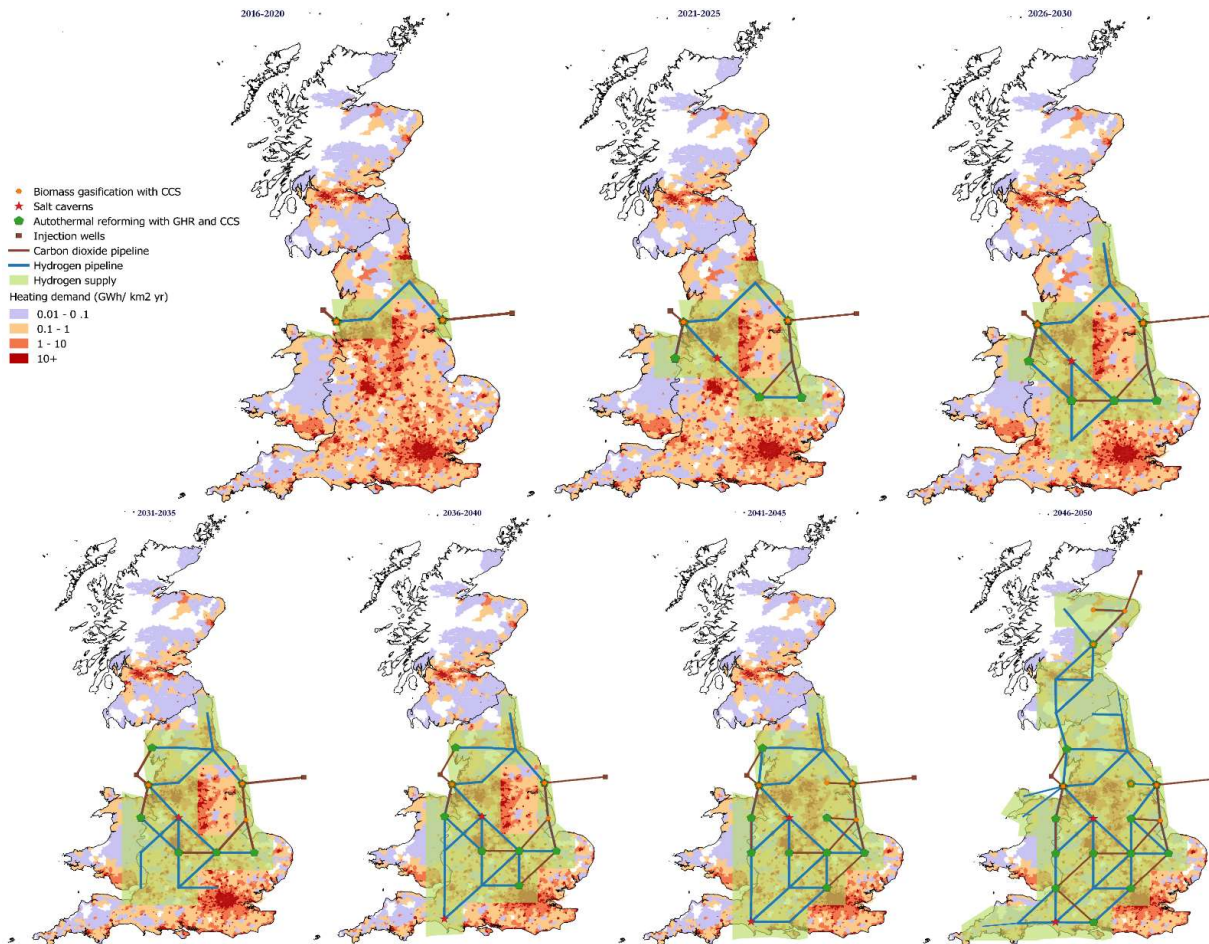 2016-2020
2021-2025
2026-2030
Biomass gasification with CCS
Salt caverns
Autothermal reforming with GHR and CCS
Injection wells
Carbon dioxide pipeline
Hydrogen pipeline
Hydrogen supply
Heating demand (GWh/ km2 yr)
0.01 - 0 .1
0.1 - 1
1 - 10
10+
2031-2035
2036-2040
2041-2045
2046-2050